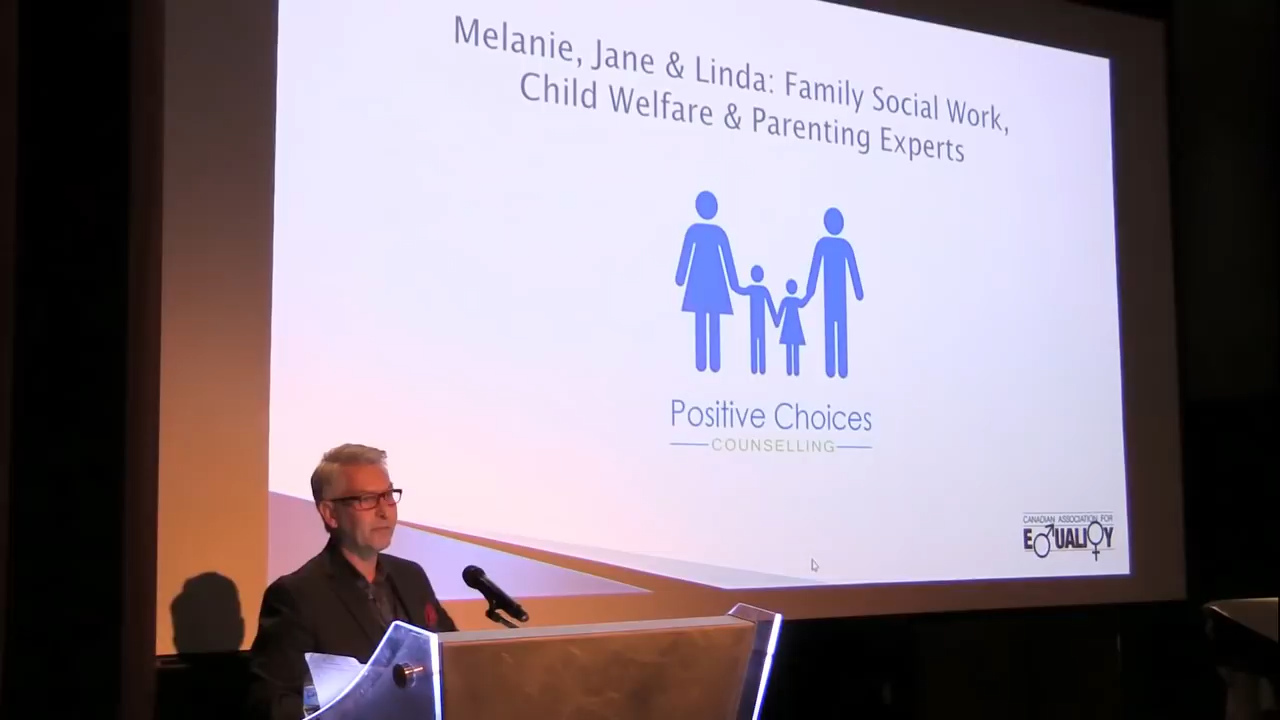 Melanie, Jane & Linda: Family Social Work,
Child Welfare & Parenting Experts
Positive Choices
COUNSELLING
CANADIAN ASSOCIATION FOR
EQUALITY